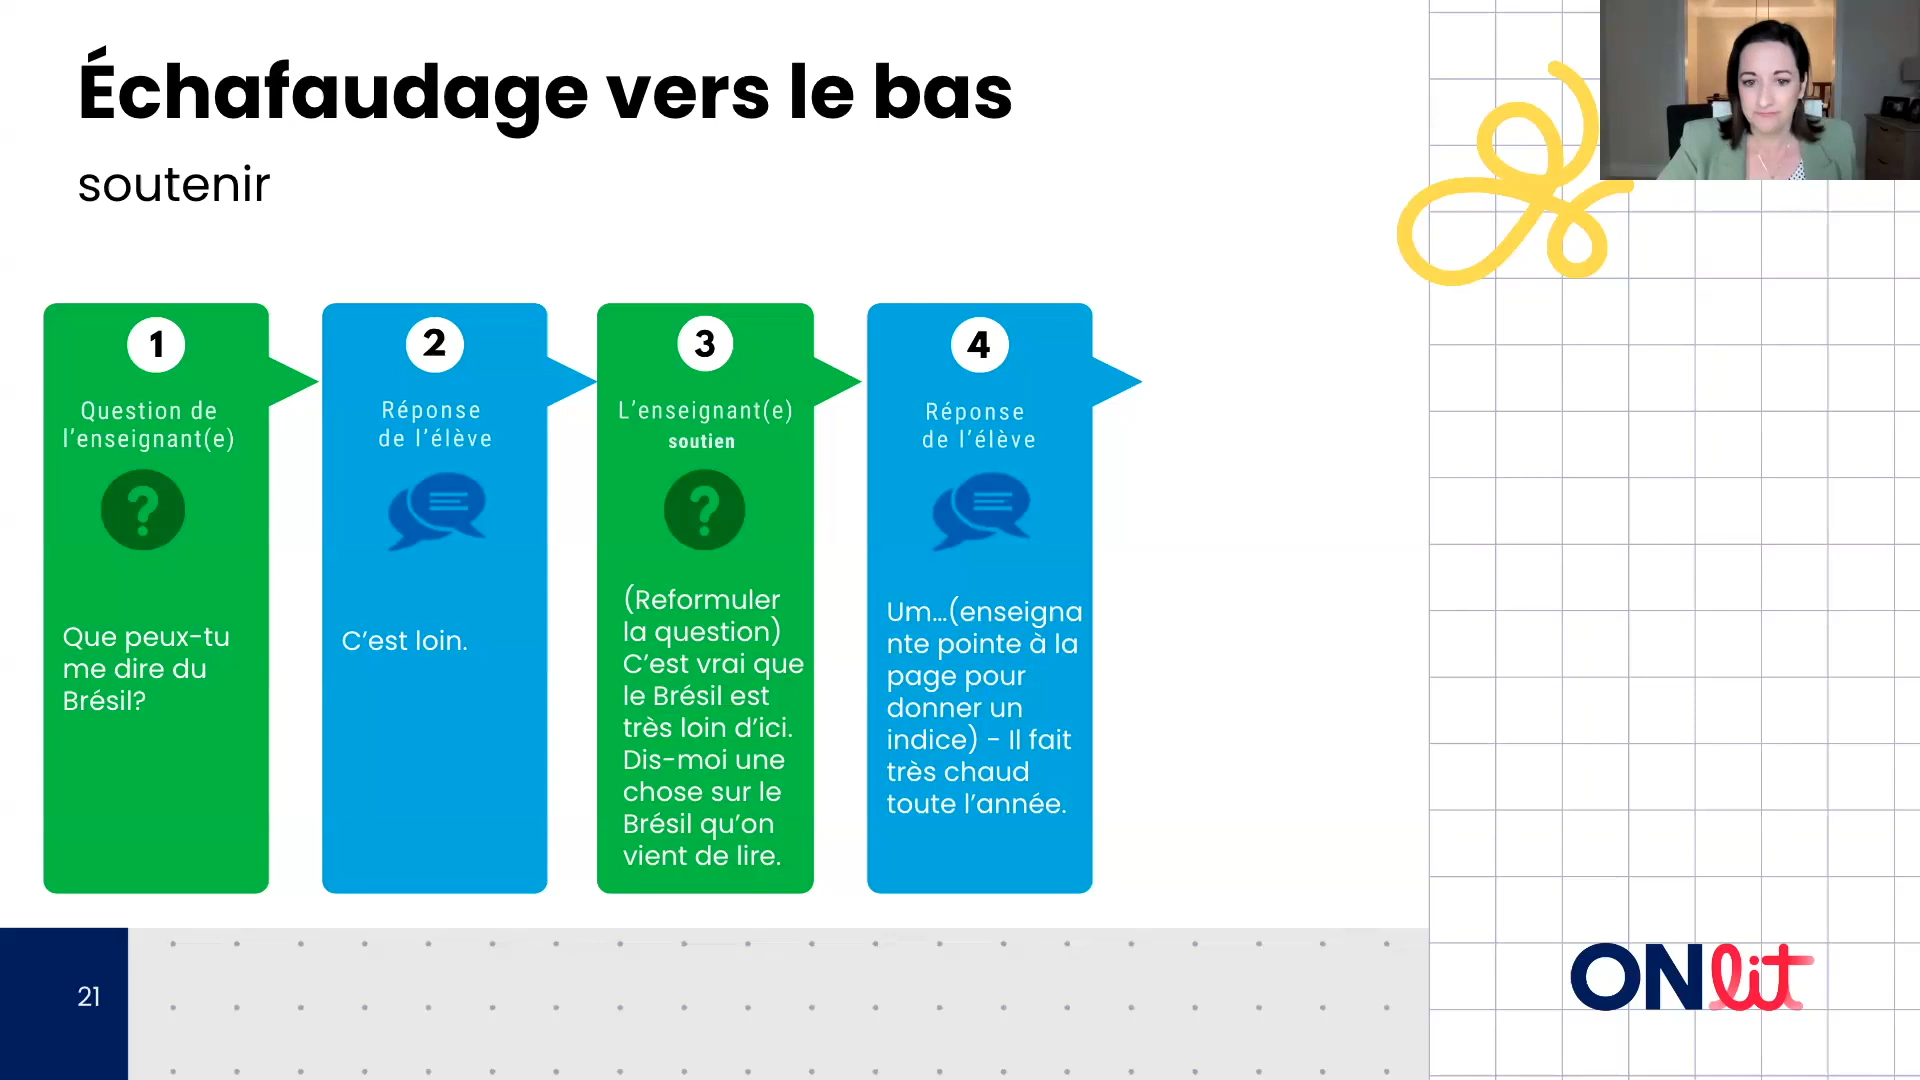 Échafaudage vers le bas
soutenir
1
Question de
l’enseignant(e)
?
Que peux-tu
me dire du
Brésil?
2
Réponse
de l’élève
C’est loin.
3
L’enseignant(e)
soutien
?
(Reformuler
la question)
C’est vrai que
le Brésil est
très loin d’ici.
Dis-moi une
chose sur le
Brésil qu’on
vient de lire.
4
Réponse
de l’élève
Um...(enseigna
nte pointe à la
page pour
donner un
indice) - Il fait
très chaud
toute l’année.
21
ONlit